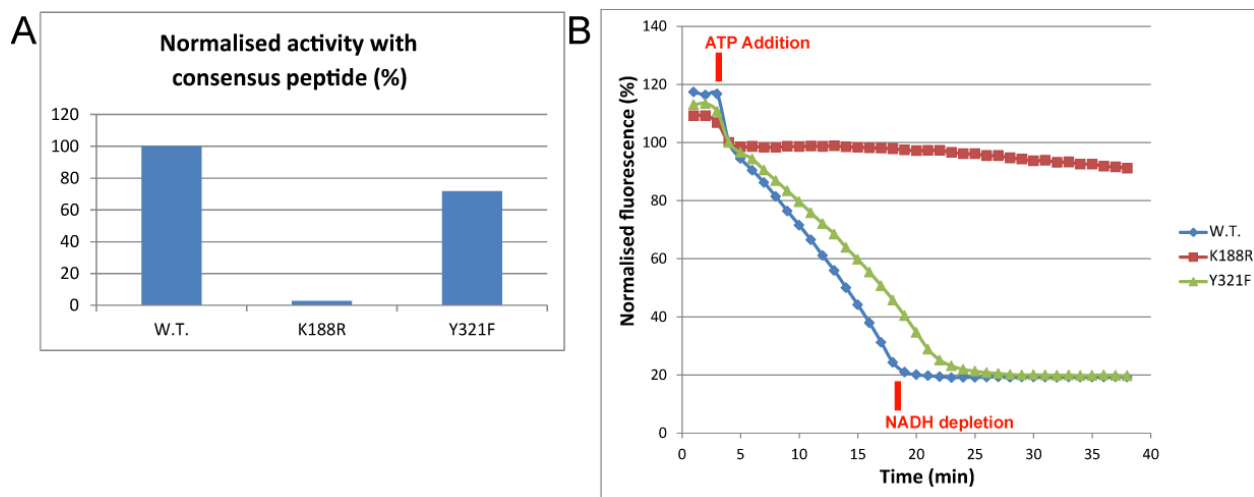 A
Normalised activity with
consensus peptide (%)
120
100
80
60
40
20
0
W.T.
K188R
Y321F
B
140
120
100
80
60
40
20
0
Normalised fluorescence (%)
ATP Addition
NADH depletion
0 5 10 15 20 25 30 35 40
Time (min)
W.T.
K188R
Y321F